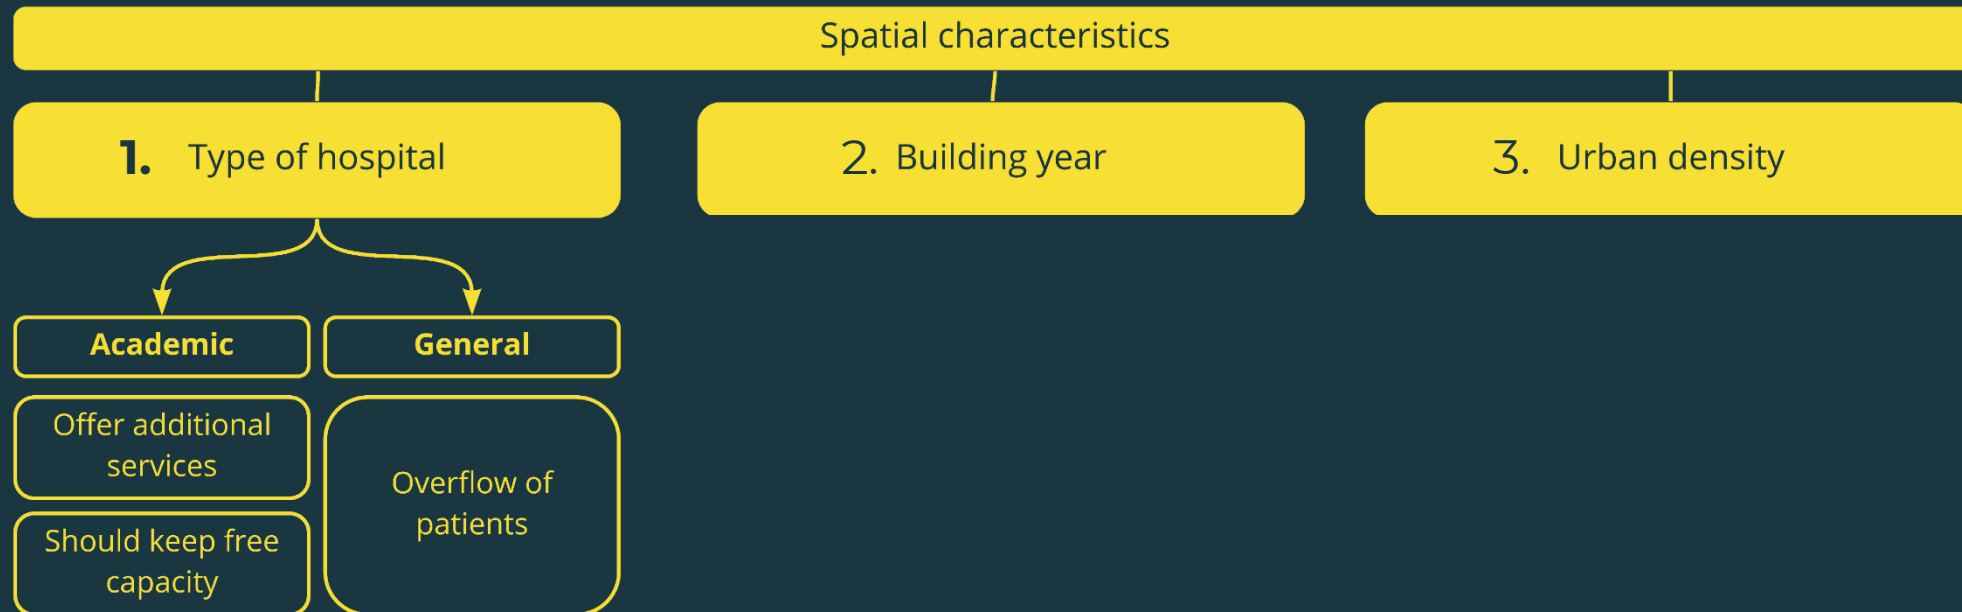 Spatial characteristics
1. Type of hospital
2. Building year
3. Urban density
Academic
General
Offer additional
services
Overflow of
patients
Should keep free
capacity